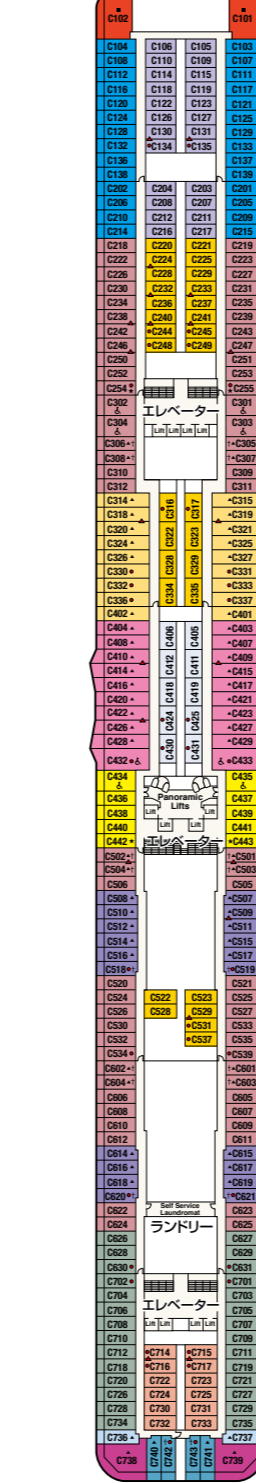 C102 C101
C104 C106 C105 C103
C108 C110 C109 C107
C112 C114 C115 C111
C116 C118 C119 C117
C120 C122 C123 C121
C124 C126 C127 C125
C128 C130 C131 C129
C132 C134 C135 C133
C136 C137
C138 C139
C202 C204 C203 C201
C206 C208 C207 C205
C210 C212 C211 C209
C214 C216 C217 C215
C218 C220 C221 C219
C222 C224 C225 C223
C226 C228 C229 C227
C230 C232 C233 C231
C234 C236 C237 C235
C238 C240 C241 C239
C242 C244 C245 C243
C246 C248 C249 C247
C250 C251
C252 C253
C254 C255
C302 C301
エレベーター
C304 Lift Lift Lift Lift C303
C306 C305
C308 C307
C310 C309
C312 C311
C314 C316 C317 C315
C318 C319
C320 C322 C323 C321
C324 C325
C326 C328 C329 C327
C330 C331
C332 C334 C335 C333
C336 C337
C402 C401
C404 C406 C405 C403
C408 C407
C410 C412 C411 C409
C414 C415
C416 C418 C419 C417
C420 C421
C422 C424 C425 C423
C426 C427
C428 C430 C431 C429
C432 C433
C434 C435
C436 Panoramic C437
Lifts
C438 Lift Lift C439
C440 Lift Lift C441
C442 エレベーター C443
C502 C501
C504 C503
C506 C505
C508 C507
C510 C509
C512 C511
C514 C515
C516 C517
C518 C519
C520 C521
C524 C522 C523 C525
C526 C528 C529 C527
C530 C531 C533
C532 C537 C535
C534 C539
C602 C601
C604 C603
C606 C605
C608 C607
C610 C609
C612 C611
C614 C615
C616 C617
C618 C619
C620 C621
C622 Self Service C623
Laundromat
C624 ランドリー C625
C626 C627
C628 C629
C630 C631
C702 C701
C704 C703
C706 エレベーター C705
C708 Lift Lift Lift Lift C707
C710 C709
C712 C714 C715 C711
C718 C716 C717 C719
C720 C722 C723 C721
C726 C724 C725 C727
C728 C730 C731 C729
C734 C732 C733 C735
C736 C737
C738 C740 C742 C743 C741 C739